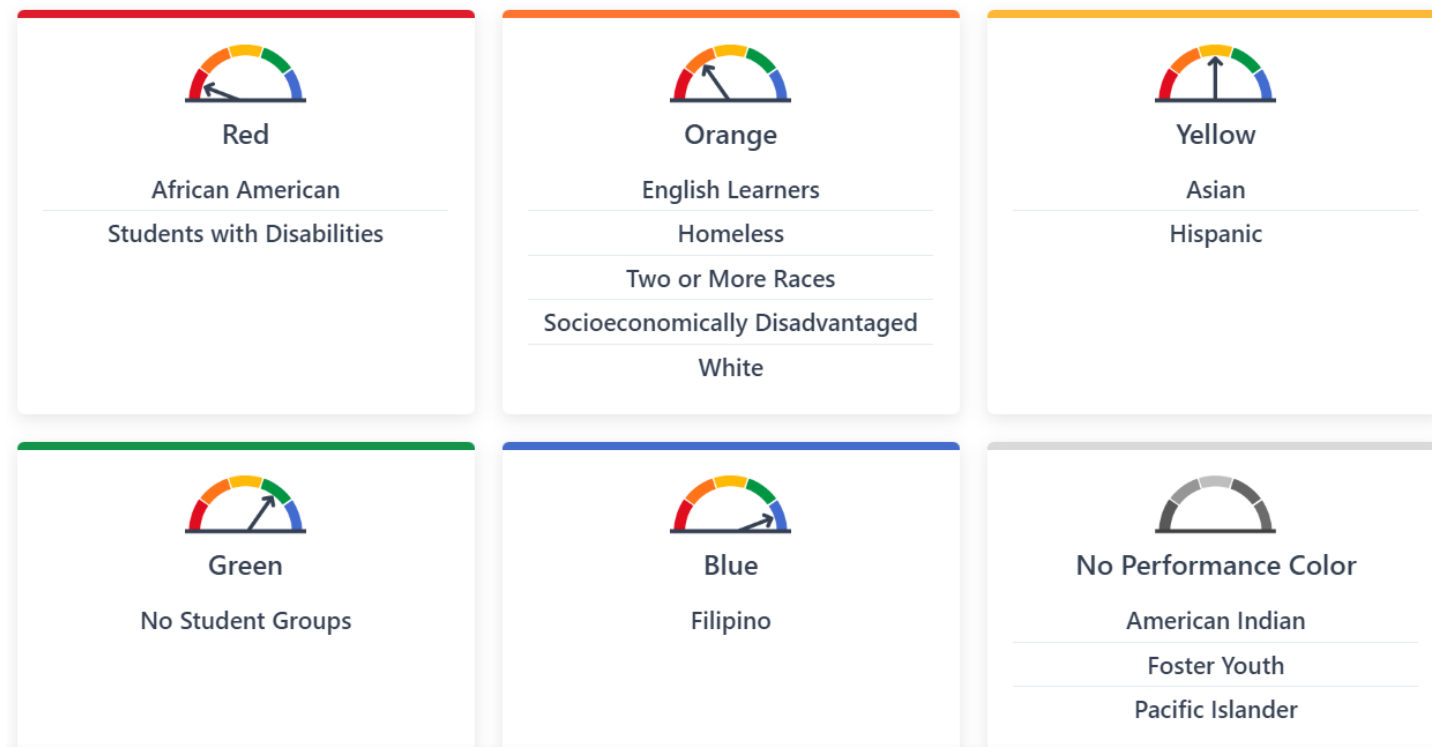 Red
African American
Students with Disabilities
Orange
English Learners
Homeless
Two or More Races
Socioeconomically Disadvantaged
White
Yellow
Asian
Hispanic
Green
No Student Groups
Blue
Filipino
No Performance Color
American Indian
Foster Youth
Pacific Islander